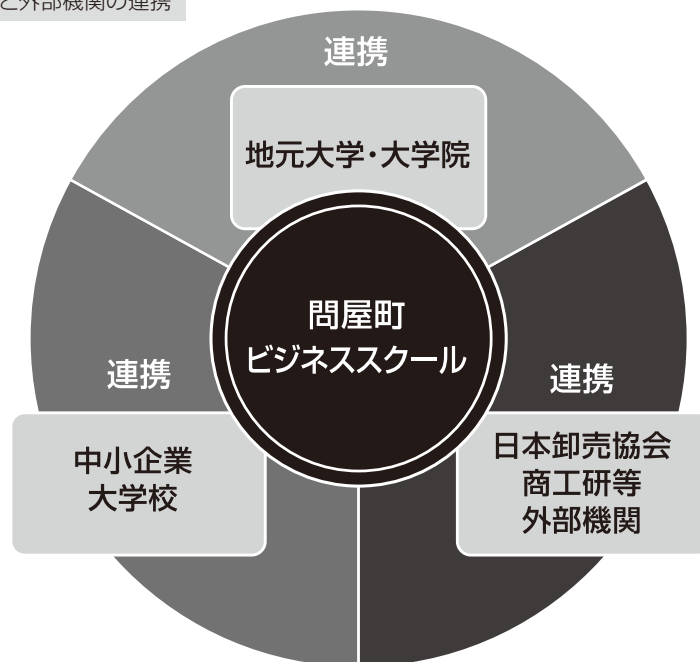 と外部機関の連携
連携
地元大学・大学院
問屋町
ビジネススクール
連携
中小企業
大学校
連携
日本卸売協会
商工研等
外部機関